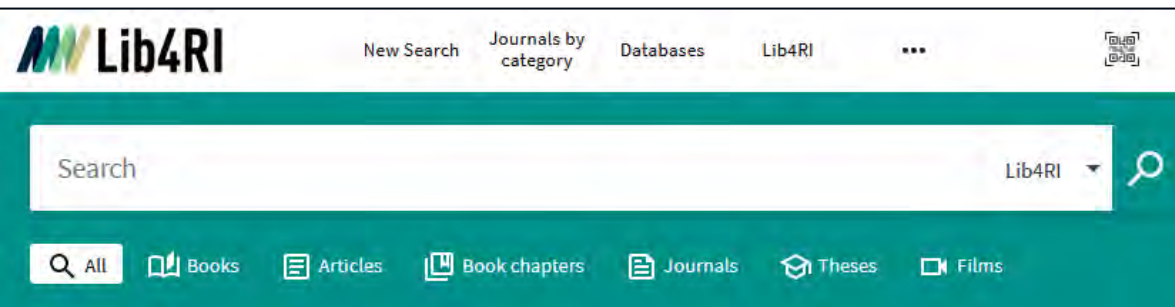 Lib4RI
New Search
Journals by
category
Databases
Lib4RI
•••
Search
Lib4RI
All
Books
Articles
Book chapters
Journals
Theses
Films